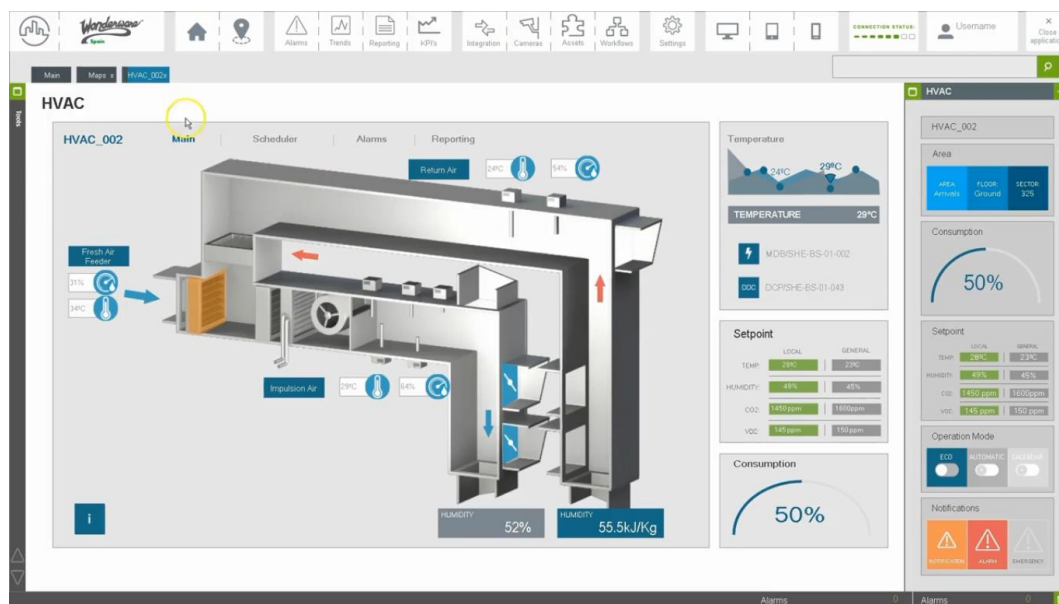 Wonderware
Spain
Alarms
Trends
Reporting
KPI's
Integration
Cameras
Assets
Workflows
Settings
CONNECTION STATUS:
Username
Close
applicatio
Main
Maps x
HVAC_002x
Tools
HVAC
HVAC_002
Main
Scheduler
Alarms
Reporting
Return Air
24ºC
54%
Fresh Air
Feeder
31%
34ºC
Impulsion Air
29ºC
64%
i
HUMIDITY
52%
HUMIDITY
55.5kJ/Kg
Temperature
24ºC
29ºC
TEMPERATURE 29ºC
MDB/SHE-BS-01-002
DDC
DCP/SHE-BS-01-043
Setpoint
LOCAL GENERAL
TEMP: 28ºC 23ºC
HUMIDITY: 49% 45%
CO2: 1450 ppm 1600ppm
VOC: 145 ppm 150 ppm
Consumption
50%
HVAC
HVAC_002
Area
AREA: Arrivals
FLOOR: Ground
SECTOR: 325
Consumption
50%
Setpoint
LOCAL GENERAL
TEMP: 28ºC 23ºC
HUMIDITY: 49% 45%
CO2: 1450 ppm 1600ppm
VOC: 145 ppm 150 ppm
Operation Mode
ECO
AUTOMATIC
Notifications
NOTIFICATION
ALARM
EMERGENCY
Alarms 0
Alarms 0